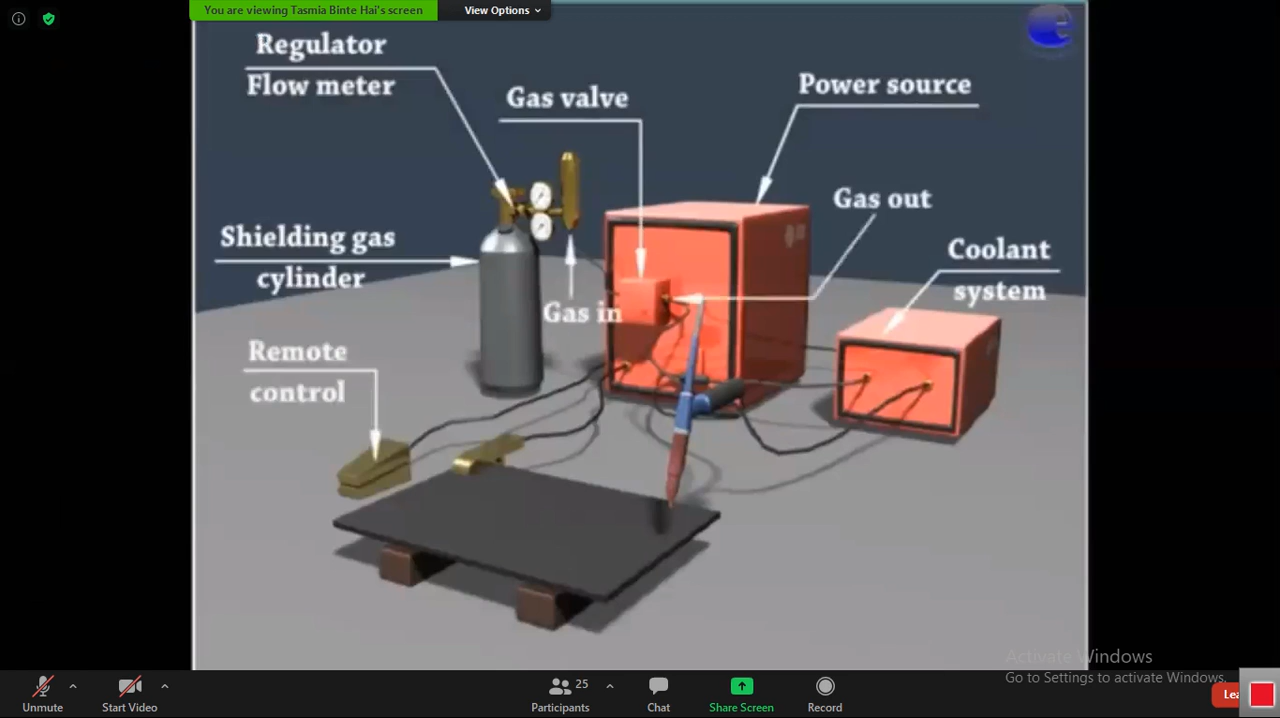 You are viewing Tasmia Binte Hai's screen
View Options
Regulator
Flow meter
Gas valve
Power source
Gas out
Shielding gas
cylinder
Coolant
system
Gas in
Remote
control
Activate Windows
Go to Settings to activate Windows.
Unmute
Start Video
25
Participants
Chat
Share Screen
Record